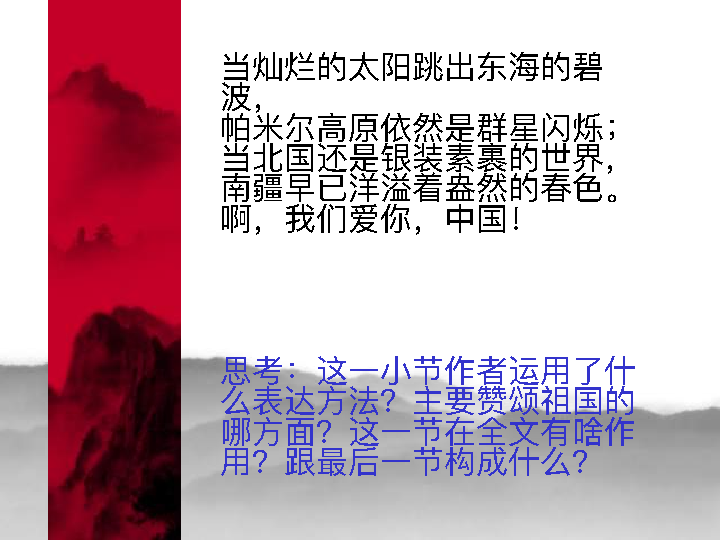 当灿烂的太阳跳出东海的碧
波，
帕米尔高原依然是群星闪烁；
当北国还是银装素裹的世界，
南疆早已洋溢着盎然的春色。
啊，我们爱你，中国！
思考：这一小节作者运用了什
么表达方法？主要赞颂祖国的
哪方面？这一节在全文有啥作
用？跟最后一节构成什么？